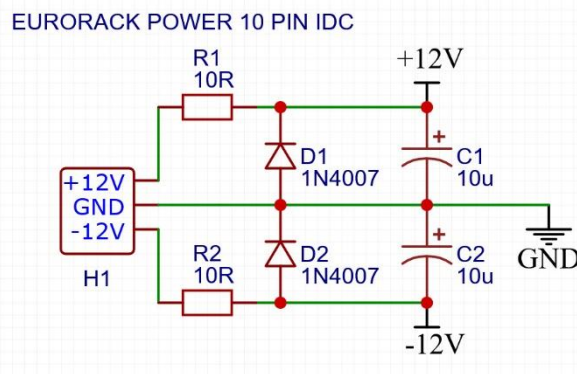 EURORACK POWER 10 PIN IDC
R1
10R
+12V
+
D1
1N4007
C1
10u
+12V
GND
-12V
H1
R2
10R
+
D2
1N4007
C2
10u
GND
-12V